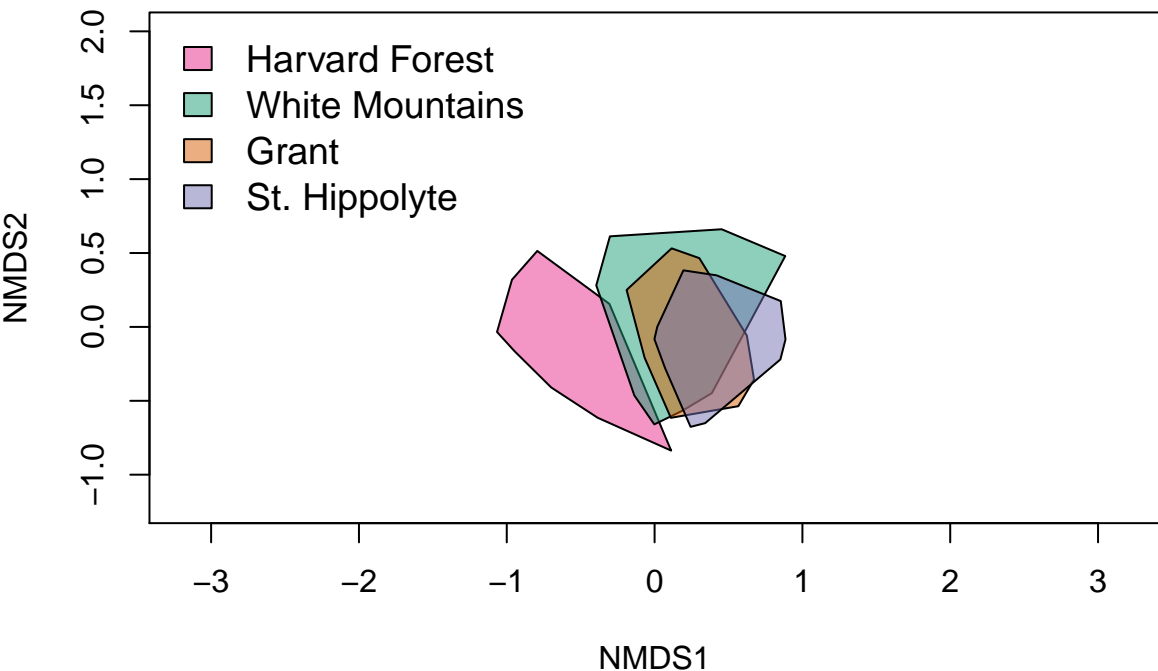 Harvard Forest
White Mountains
Grant
St. Hippolyte
NMDS2
2.0
1.5
1.0
0.5
0.0
−1.0
−3
−2
−1
0
1
2
3
NMDS1